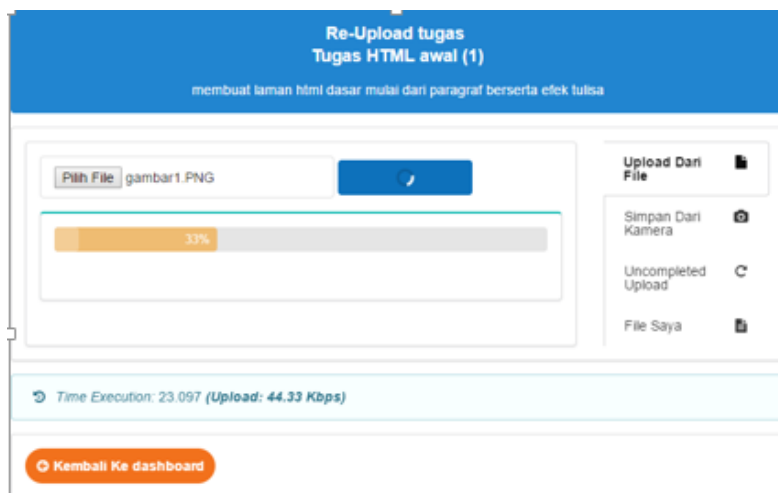 Re-Upload tugas
Tugas HTML awal (1)
membuat laman html dasar mulai dari paragraf berserta efek tulisa
Pilih File gambar1.PNG
33%
Upload Dari
File
Simpan Dari
Kamera
Uncompleted
Upload
File Saya
Time Execution: 23.097 (Upload: 44.33 Kbps)
Kembali Ke dashboard